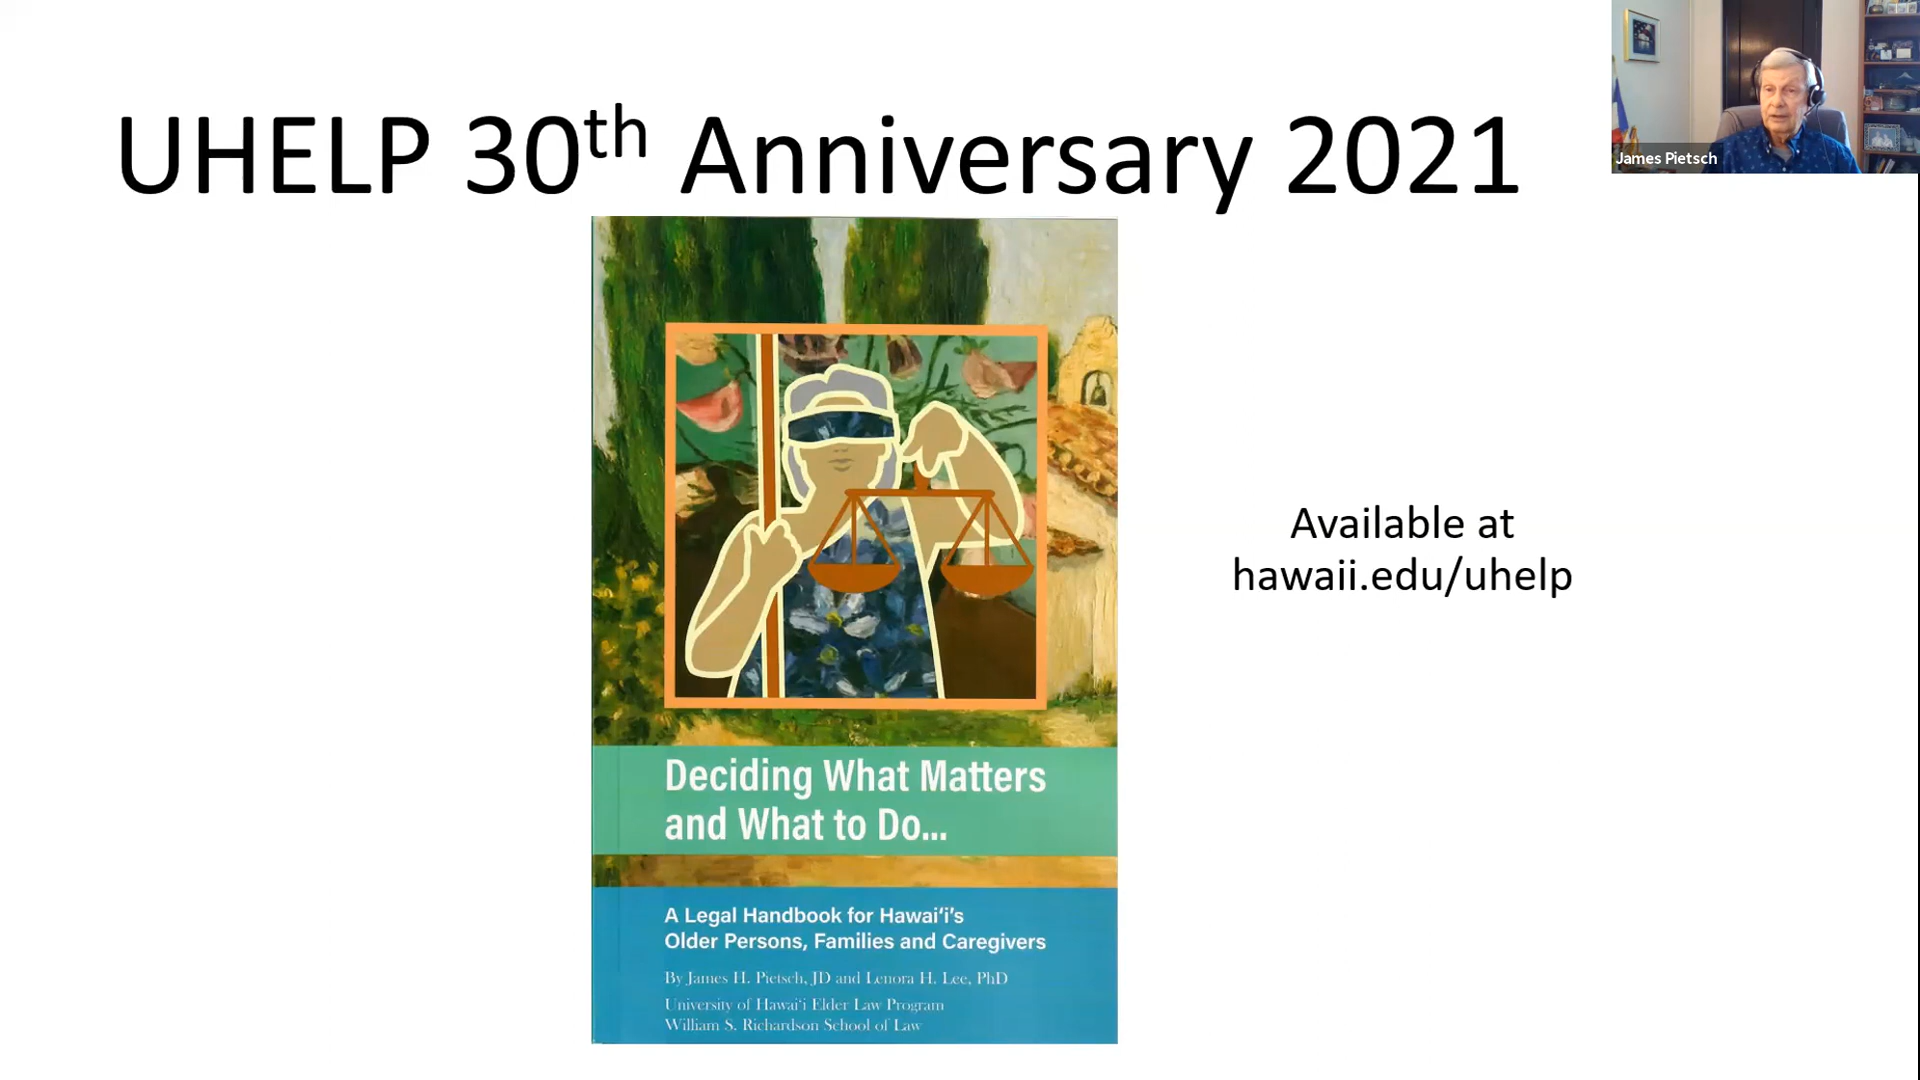 UHELP 30th Anniversary 2021
James Pietsch
Available at
hawaii.edu/uhelp
Deciding What Matters
and What to Do...
A Legal Handbook for Hawaiʻi’s
Older Persons, Families and Caregivers
By James H. Pietsch, JD and Lenora H. Lee, PhD
University of Hawaiʻi Elder Law Program
William S. Richardson School of Law